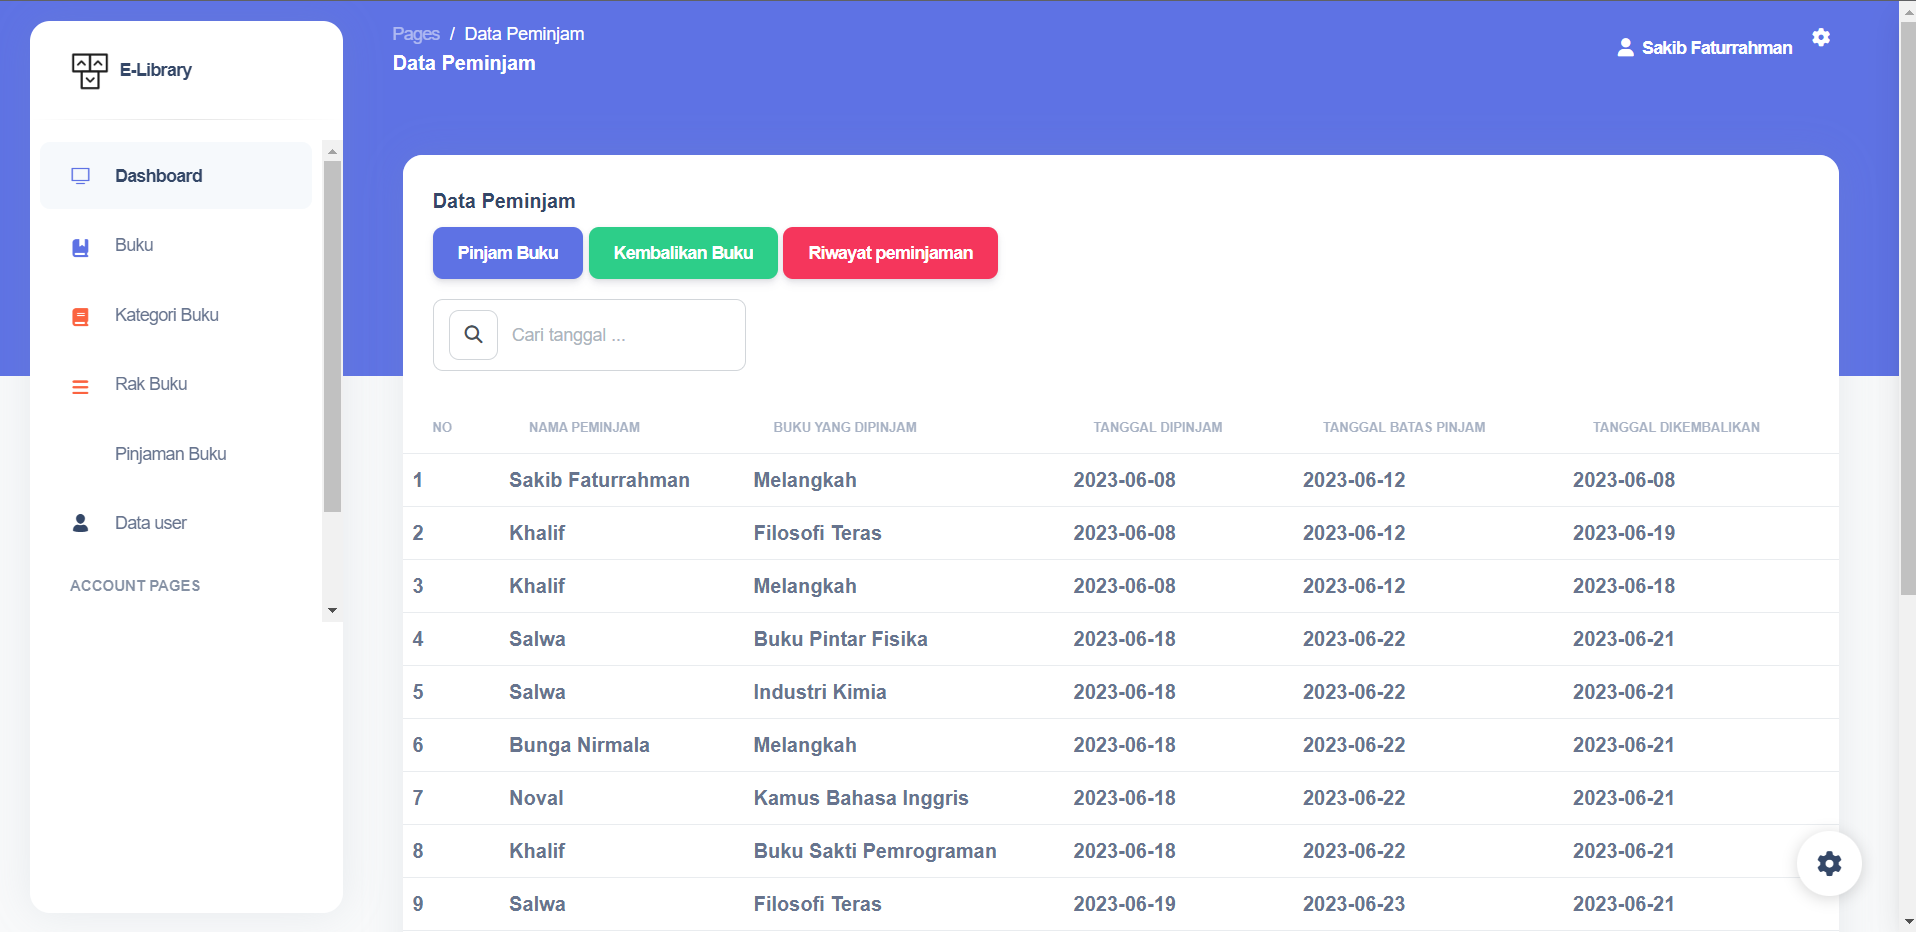 E-Library
Dashboard
Buku
Kategori Buku
Rak Buku
Pinjaman Buku
Data user
ACCOUNT PAGES
Pages / Data Peminjam
Data Peminjam
Sakib Faturrahman
Data Peminjam
Pinjam Buku Kembalikan Buku Riwayat peminjaman
Cari tanggal ...
NO NAMA PEMINJAM BUKU YANG DIPINJAM TANGGAL DIPINJAM TANGGAL BATAS PINJAM TANGGAL DIKEMBALIKAN
1 Sakib Faturrahman Melangkah 2023-06-08 2023-06-12 2023-06-08
2 Khalif Filosofi Teras 2023-06-08 2023-06-12 2023-06-19
3 Khalif Melangkah 2023-06-08 2023-06-12 2023-06-18
4 Salwa Buku Pintar Fisika 2023-06-18 2023-06-22 2023-06-21
5 Salwa Industri Kimia 2023-06-18 2023-06-22 2023-06-21
6 Bunga Nirmala Melangkah 2023-06-18 2023-06-22 2023-06-21
7 Noval Kamus Bahasa Inggris 2023-06-18 2023-06-22 2023-06-21
8 Khalif Buku Sakti Pemrograman 2023-06-18 2023-06-22 2023-06-21
9 Salwa Filosofi Teras 2023-06-19 2023-06-23 2023-06-21